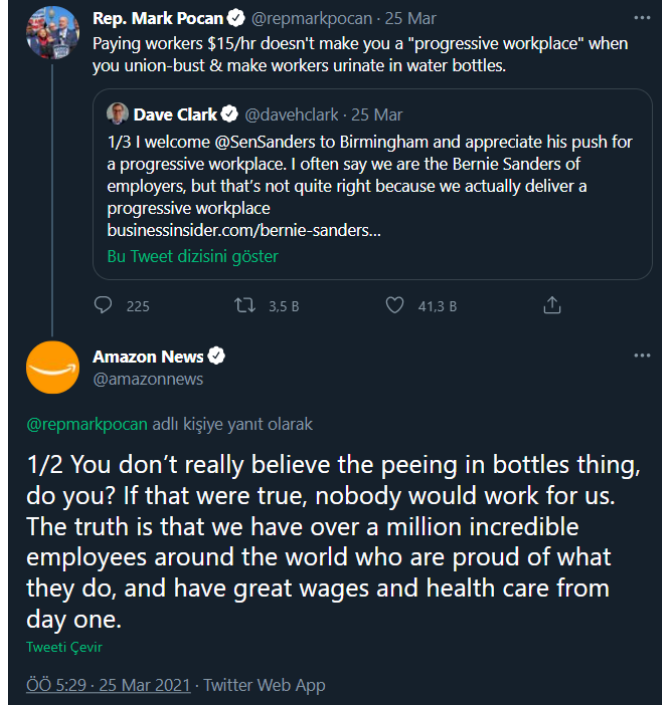 Rep. Mark Pocan @repmarkpocan · 25 Mar
Paying workers $15/hr doesn't make you a "progressive workplace" when
you union-bust & make workers urinate in water bottles.
Dave Clark @davehclark · 25 Mar
1/3 I welcome @SenSanders to Birmingham and appreciate his push for
a progressive workplace. I often say we are the Bernie Sanders of
employers, but that's not quite right because we actually deliver a
progressive workplace
businessinsider.com/bernie-sanders...
Bu Tweet dizisini göster
225 3,5 B 41,3 B
Amazon News
@amazonnews
@repmarkpocan adlı kişiye yanıt olarak
1/2 You don't really believe the peeing in bottles thing,
do you? If that were true, nobody would work for us.
The truth is that we have over a million incredible
employees around the world who are proud of what
they do, and have great wages and health care from
day one.
Tweeti Çevir
ÖÖ 5:29 · 25 Mar 2021 · Twitter Web App